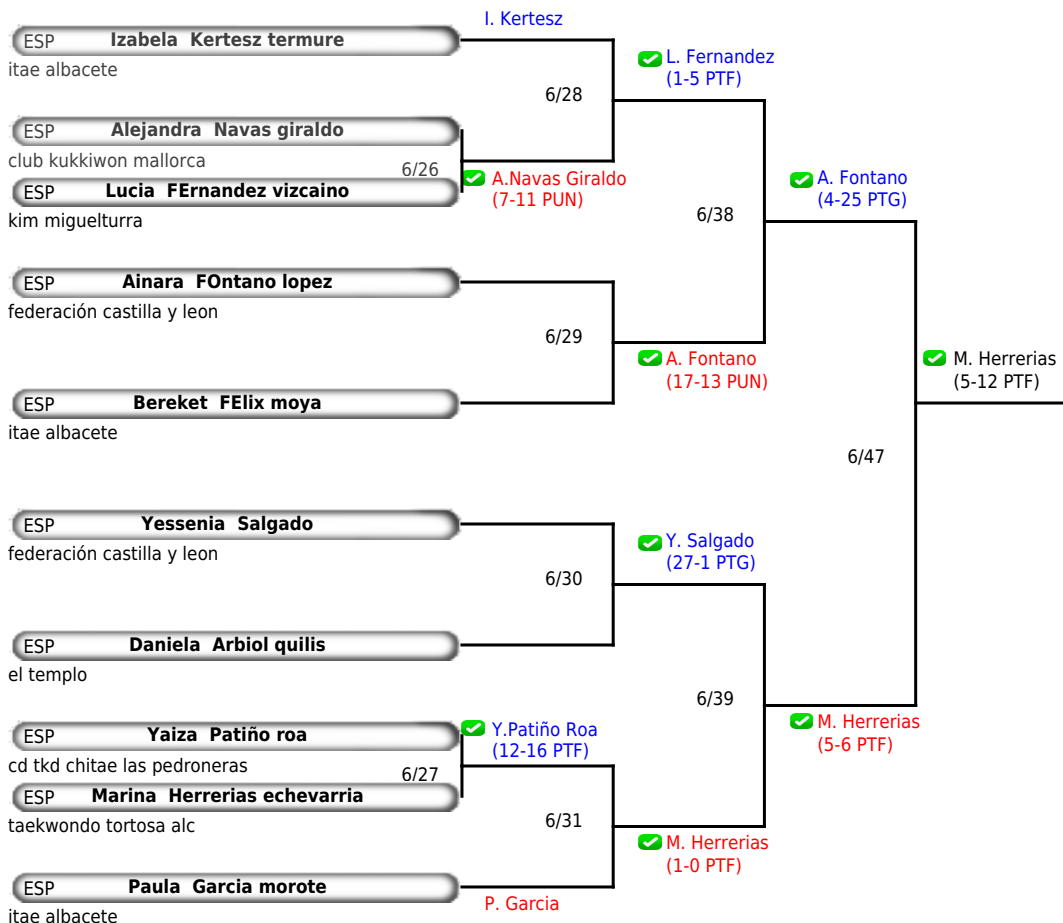 I. Kertesz
ESP Izabela Kertesz termure
itae albacete
L. Fernandez
(1-5 PTF)
6/28
ESP Alejandra Navas giraldo
club kukkiwon mallorca
6/26
A.Navas Giraldo
(7-11 PUN)
ESP Lucia FErnandez vizcaino
kim miguelturra
A. Fontano
(4-25 PTG)
6/38
ESP Ainara FOntano lopez
federación castilla y leon
6/29
A. Fontano
(17-13 PUN)
ESP Bereket FElix moya
itae albacete
M. Herrerias
(5-12 PTF)
6/47
ESP Yessenia Salgado
federación castilla y leon
Y. Salgado
(27-1 PTG)
6/30
ESP Daniela Arbiol quilis
el templo
6/39
M. Herrerias
(5-6 PTF)
ESP Yaiza Patiño roa
cd tkd chitae las pedroneras
Y.Patiño Roa
(12-16 PTF)
6/27
ESP Marina Herrerias echevarria
taekwondo tortosa alc
6/31
M. Herrerias
(1-0 PTF)
ESP Paula Garcia morote
itae albacete
P. Garcia